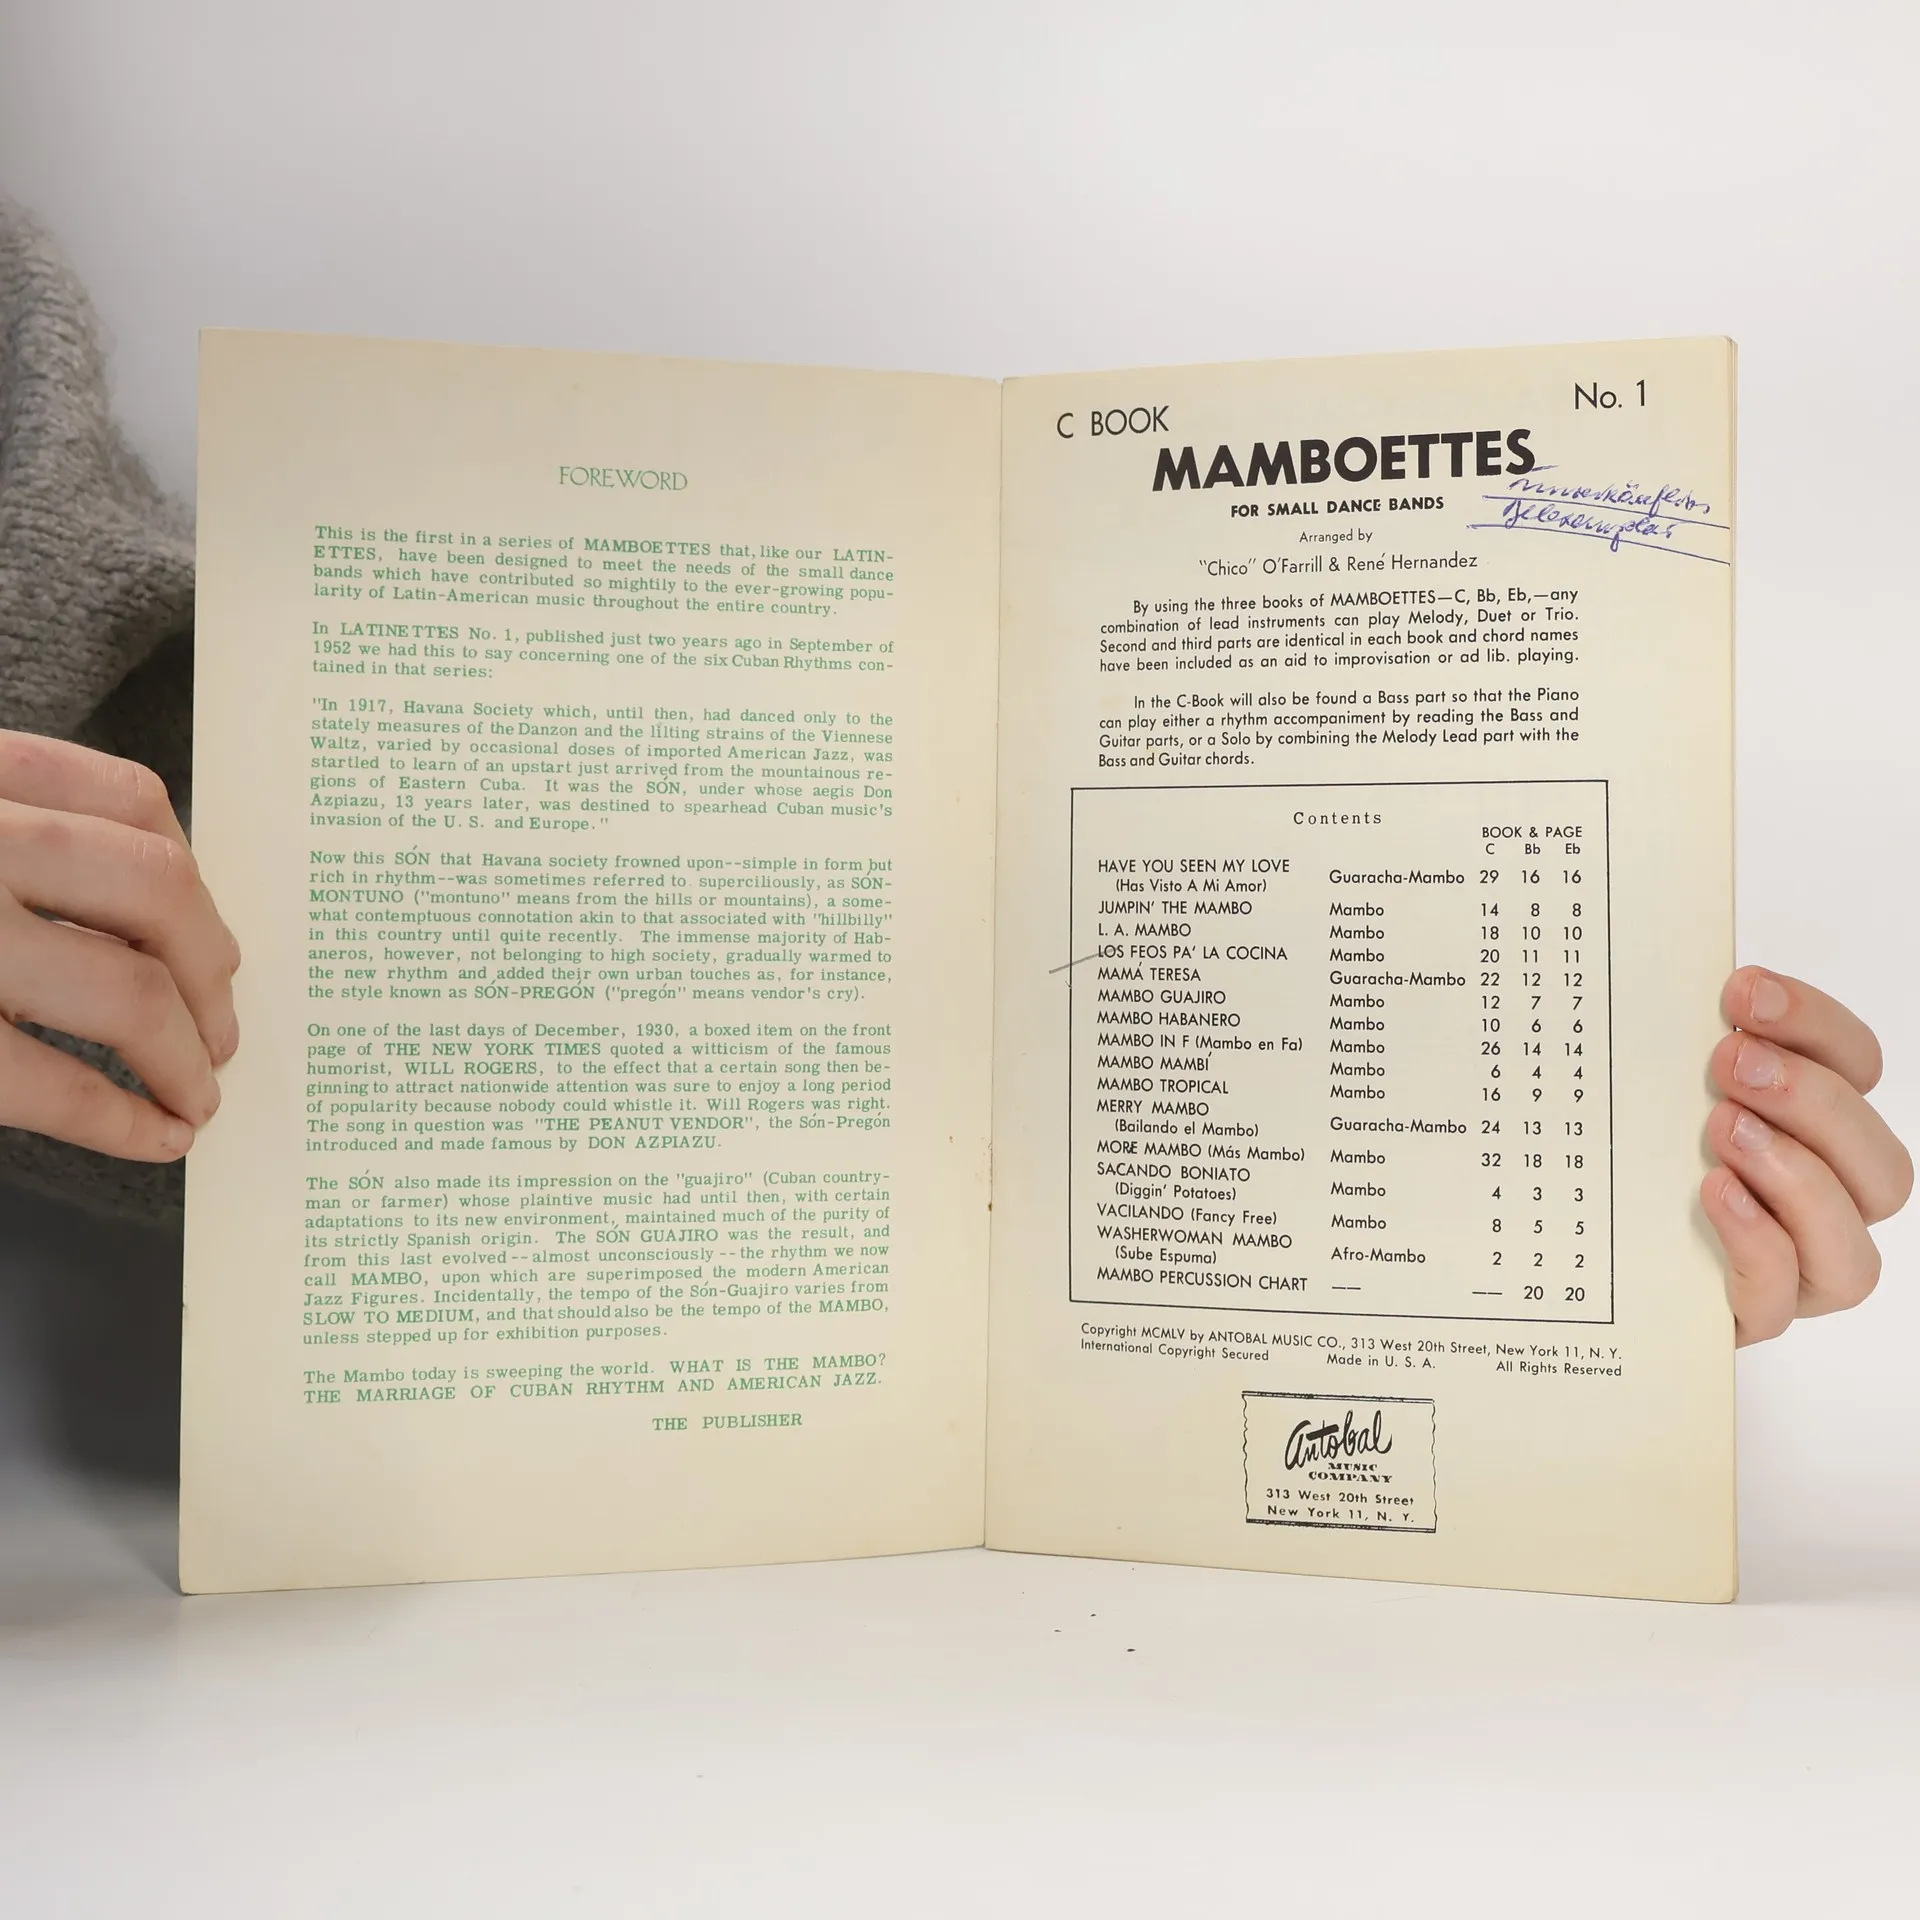 FOREWORD
This is the first in a series of MAMBOETTES that, like our LATIN-
ETTES, have been designed to meet the needs of the small dance
bands which have contributed so mightily to the ever-growing popu-
larity of Latin-American music throughout the entire country.
In LATINETTES No. 1, published just two years ago in September of
1952 we had this to say concerning one of the six Cuban Rhythms con-
tained in that series:
"In 1917, Havana Society which, until then, had danced only to the
stately measures of the Danzon and the lilting strains of the Viennese
Waltz, varied by occasional doses of imported American Jazz, was
startled to learn of an upstart just arrived from the mountainous re-
gions of Eastern Cuba. It was the SÓN, under whose aegis Don
Azpiazu, 13 years later, was destined to spearhead Cuban music's
invasion of the U. S. and Europe."
Now this SÓN that Havana society frowned upon--simple in form but
rich in rhythm--was sometimes referred to superciliously, as SÓN-
MONTUNO ("montuno" means from the hills or mountains), a some-
what contemptuous connotation akin to that associated with "hillbilly"
in this country until quite recently. The immense majority of Hab-
aneros, however, not belonging to high society, gradually warmed to
the new rhythm and added their own urban touches as, for instance,
the style known as SÓN-PREGÓN ("pregón" means vendor's cry).
On one of the last days of December, 1930, a boxed item on the front
page of THE NEW YORK TIMES quoted a witticism of the famous
humorist, WILL ROGERS, to the effect that a certain song then be-
ginning to attract nationwide attention was sure to enjoy a long period
of popularity because nobody could whistle it. Will Rogers was right.
The song in question was "THE PEANUT VENDOR", the Són-Pregón
introduced and made famous by DON AZPIAZU.
The SÓN also made its impression on the "guajiro" (Cuban country-
man or farmer) whose plaintive music had until then, with certain
adaptations to its new environment, maintained much of the purity of
its strictly Spanish origin. The SÓN GUAJIRO was the result, and
from this last evolved--almost unconsciously--the rhythm we now
call MAMBO, upon which are superimposed the modern American
Jazz Figures. Incidentally, the tempo of the Són-Guajiro varies from
SLOW TO MEDIUM, and that should also be the tempo of the MAMBO,
unless stepped up for exhibition purposes.
The Mambo today is sweeping the world. WHAT IS THE MAMBO?
THE MARRIAGE OF CUBAN RHYTHM AND AMERICAN JAZZ.
THE PUBLISHER
No. 1
C BOOK
MAMBOETTES
FOR SMALL DANCE BANDS
Arranged by
"Chico" O'Farrill & René Hernandez
By using the three books of MAMBOETTES—C, Bb, Eb,—any
combination of lead instruments can play Melody, Duet or Trio.
Second and third parts are identical in each book and chord names
have been included as an aid to improvisation or ad lib. playing.
In the C-Book will also be found a Bass part so that the Piano
can play either a rhythm accompaniment by reading the Bass and
Guitar parts, or a Solo by combining the Melody Lead part with the
Bass and Guitar chords.
Contents
BOOK & PAGE
C Bb Eb
HAVE YOU SEEN MY LOVE
(Has Visto A Mi Amor) Guaracha-Mambo 29 16 16
JUMPIN' THE MAMBO Mambo 14 8 8
L. A. MAMBO Mambo 18 10 10
LOS FEOS PA' LA COCINA Mambo 20 11 11
MAMÁ TERESA Guaracha-Mambo 22 12 12
MAMBO GUAJIRO Mambo 12 7 7
MAMBO HABANERO Mambo 10 6 6
MAMBO IN F (Mambo en Fa) Mambo 26 14 14
MAMBO MAMBÍ Mambo 6 4 4
MAMBO TROPICAL Mambo 16 9 9
MERRY MAMBO
(Bailando el Mambo) Guaracha-Mambo 24 13 13
MORE MAMBO (Más Mambo) Mambo 32 18 18
SACANDO BONIATO
(Diggin' Potatoes) Mambo 4 3 3
VACILANDO (Fancy Free) Mambo 8 5 5
WASHERWOMAN MAMBO
(Sube Espuma) Afro-Mambo 2 2 2
MAMBO PERCUSSION CHART —— —— 20 20
Copyright MCMLV by ANTOBAL MUSIC CO., 313 West 20th Street, New York 11, N. Y.
International Copyright Secured Made in U. S. A. All Rights Reserved
Antobal
MUSIC
COMPANY
313 West 20th Street
New York 11, N. Y.